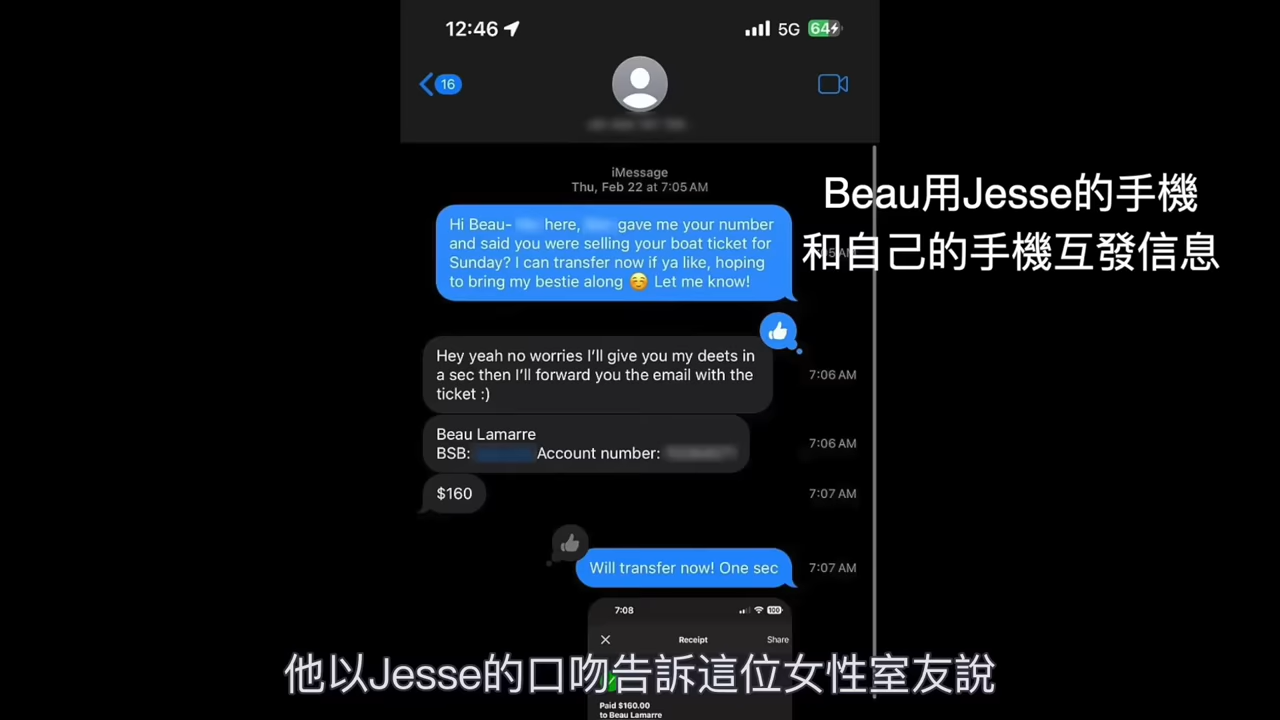 12:46
5G
64
16
iMessage
Thu, Feb 22 at 7:05 AM
Hi Beau- here, gave me your number
and said you were selling your boat ticket for
Sunday? I can transfer now if ya like, hoping
to bring my bestie along ☺️ Let me know!
Beau用Jesse的手機
和自己的手機互發信息
Hey yeah no worries I’ll give you my deets in
a sec then I’ll forward you the email with the
ticket :)
7:06 AM
Beau Lamarre
BSB: Account number:
7:06 AM
$160
7:07 AM
Will transfer now! One sec
7:07 AM
7:08
100
Receipt
Share
他以Jesse的口吻告訴這位女性室友說
Paid $160.00
to Beau Lamarre